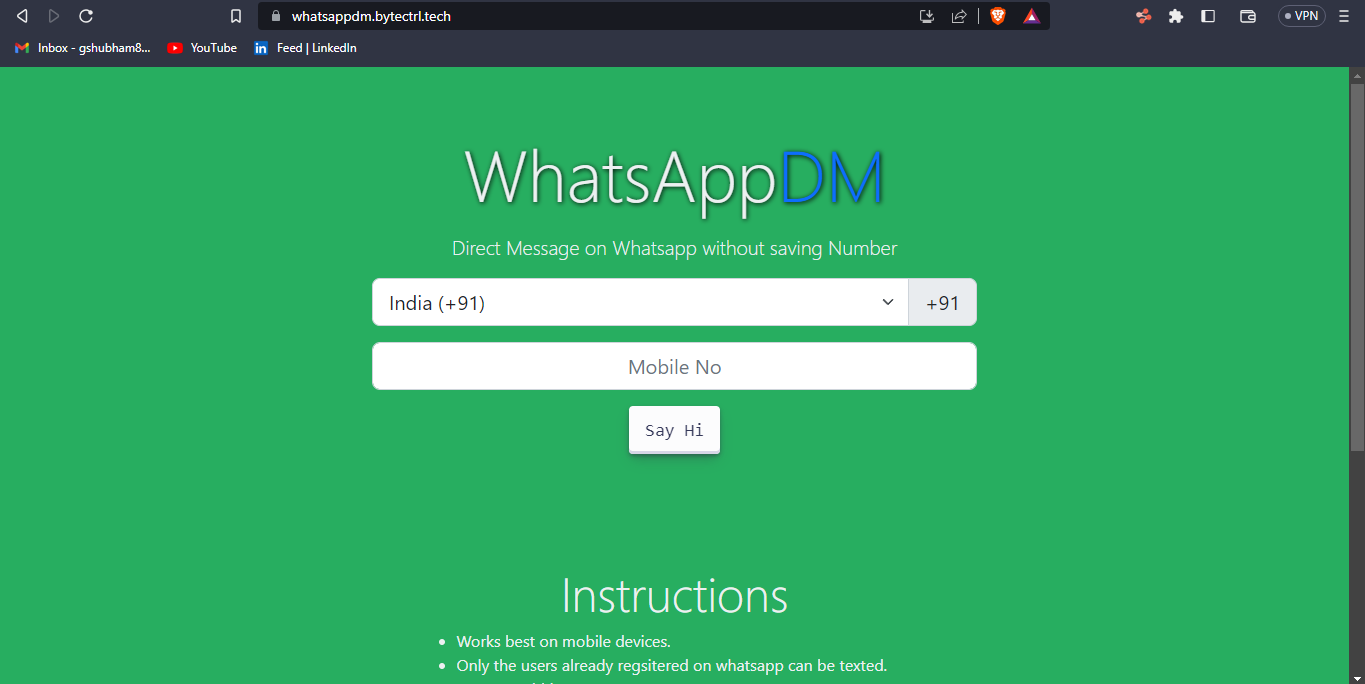 whatsappdm.bytectrl.tech
VPN
Inbox - gshubham8...
YouTube
Feed | LinkedIn
WhatsAppDM
Direct Message on Whatsapp without saving Number
India (+91)
+91
Mobile No
Say Hi
Instructions
Works best on mobile devices.
Only the users already regsitered on whatsapp can be texted.